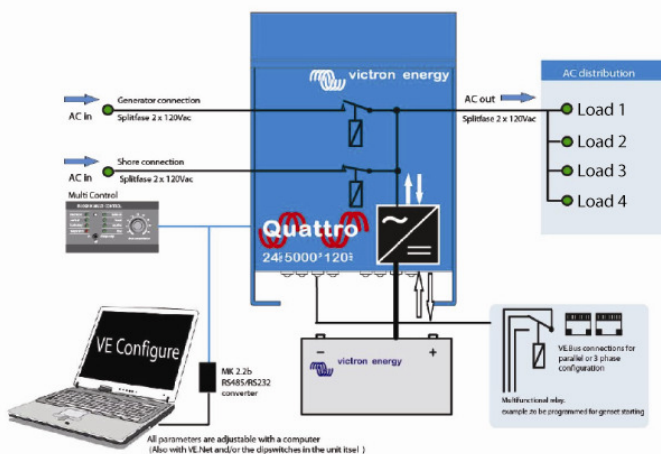 victron energy
Generator connection
AC in
Splitfase 2 x 120Vac
AC out
Splitfase 2 x 120Vac
AC distribution
Load 1
Load 2
Load 3
Load 4
Shore connection
AC in
Splitfase 2 x 120Vac
Multi Control
Quattro
24 5000 120
VE Configure
MK 2.2b
RS485/RS232
converter
- +
victron energy
VE.Bus connections for
parallel or 3 phase
configuration
Multifunctional relay.
example to be programmed for genset starting
All parameters are adjustable with a computer
(Also with VE.Net and/or the dipswitches in the unit itsel )